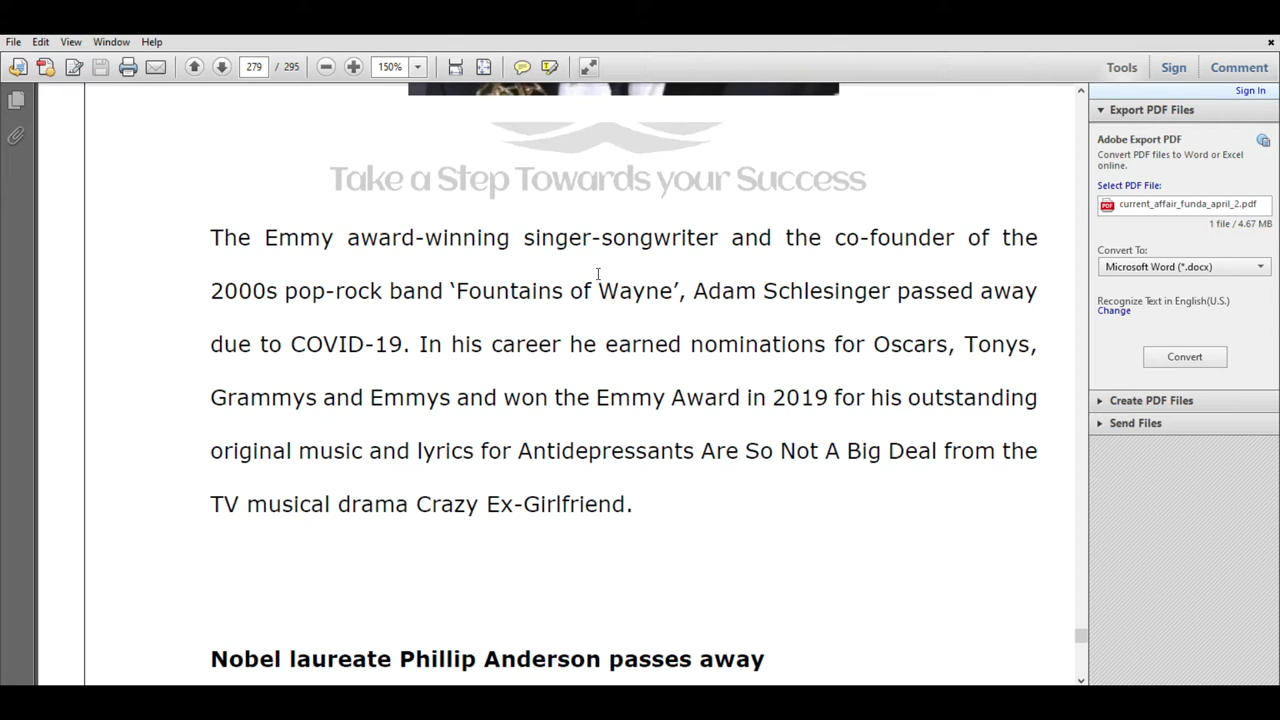 File Edit View Window Help
279 / 295 150% Tools Sign Comment
Sign In
Export PDF Files
Adobe Export PDF
Convert PDF files to Word or Excel
online.
Select PDF File:
current_affair_funda_april_2.pdf
1 file / 4.67 MB
Convert To:
Microsoft Word (*.docx)
Recognize Text in English(U.S.)
Change
Convert
Create PDF Files
Send Files
Take a Step Towards your Success
The Emmy award-winning singer-songwriter and the co-founder of the
2000s pop-rock band ‘Fountains of Wayne’, Adam Schlesinger passed away
due to COVID-19. In his career he earned nominations for Oscars, Tonys,
Grammys and Emmys and won the Emmy Award in 2019 for his outstanding
original music and lyrics for Antidepressants Are So Not A Big Deal from the
TV musical drama Crazy Ex-Girlfriend.
Nobel laureate Phillip Anderson passes away